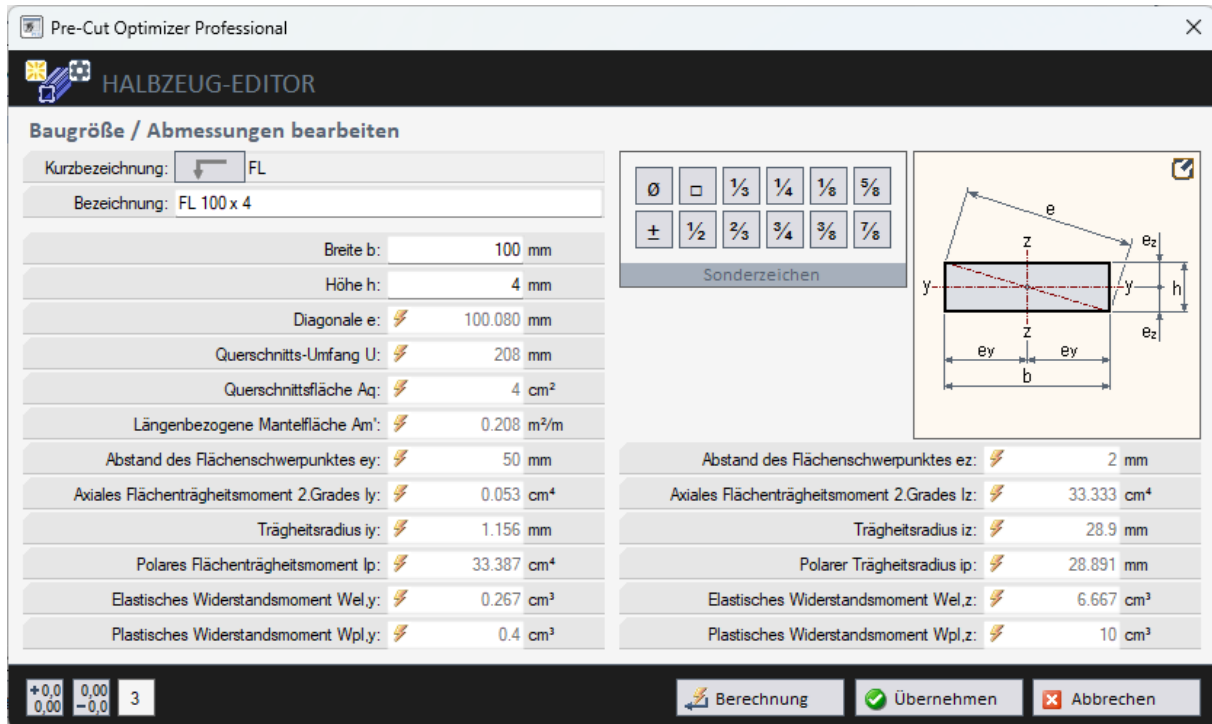 Pre-Cut Optimizer Professional
HALBZEUG-EDITOR
Baugröße / Abmessungen bearbeiten
Kurzbezeichnung: FL
Bezeichnung: FL 100 x 4
Breite b: 100 mm
Höhe h: 4 mm
Diagonale e: 100.080 mm
Querschnitts-Umfang U: 208 mm
Querschnittsfläche Aq: 4 cm²
Längenbezogene Mantelfläche Am': 0.208 m²/m
Ø □ ⅓ ¼ ⅛ ⅝
± ½ ⅔ ¾ ⅜ ⅞
Sonderzeichen
e
z ez
y y h
z ez
ey ey
b
Abstand des Flächenschwerpunktes ey: 50 mm
Abstand des Flächenschwerpunktes ez: 2 mm
Axiales Flächenträgheitsmoment 2.Grades Iy: 0.053 cm⁴
Axiales Flächenträgheitsmoment 2.Grades Iz: 33.333 cm⁴
Trägheitsradius iy: 1.156 mm
Trägheitsradius iz: 28.9 mm
Polares Flächenträgheitsmoment Ip: 33.387 cm⁴
Polarer Trägheitsradius ip: 28.891 mm
Elastisches Widerstandsmoment Wel,y: 0.267 cm³
Elastisches Widerstandsmoment Wel,z: 6.667 cm³
Plastisches Widerstandsmoment Wpl,y: 0.4 cm³
Plastisches Widerstandsmoment Wpl,z: 10 cm³
+0,0 0,00
0,00 -0,0
3
Berechnung Übernehmen Abbrechen